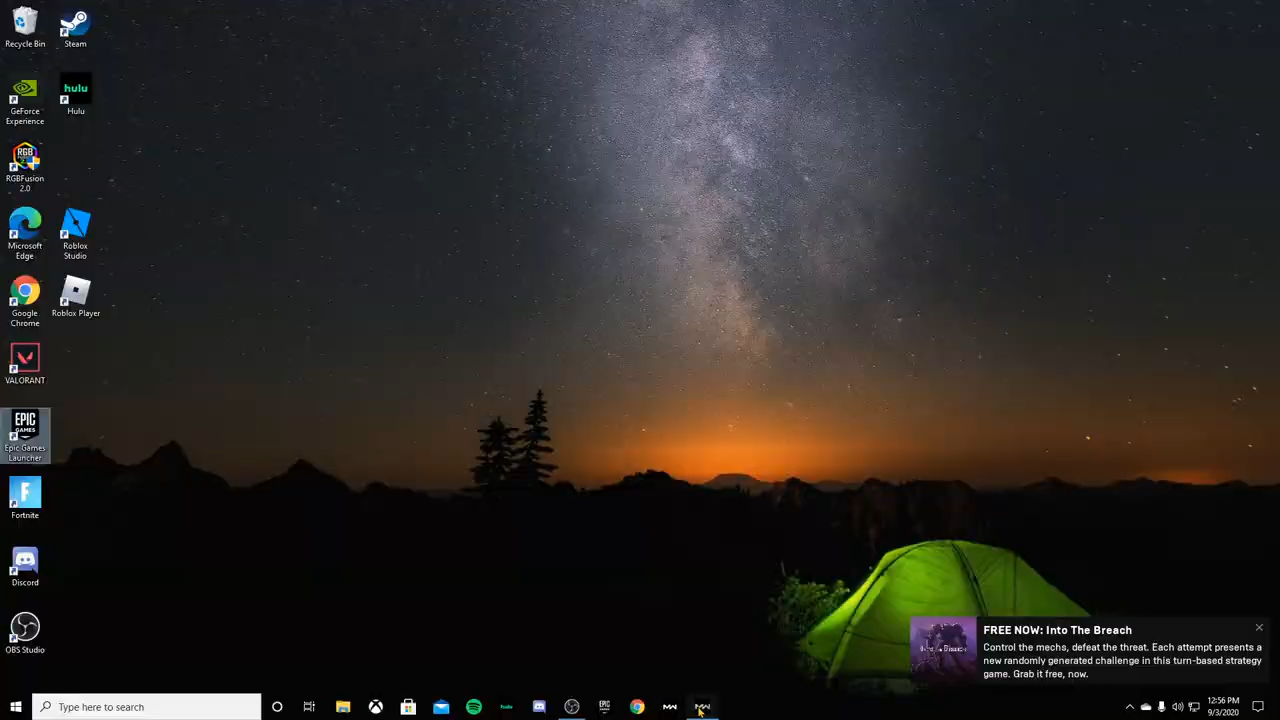 Recycle Bin
Steam
GeForce
Experience
hulu
Hulu
RGB
RGBFusion
2.0
Microsoft
Edge
Roblox
Studio
Google
Chrome
Roblox Player
VALORANT
EPIC
GAMES
Epic Games
Launcher
Fortnite
Discord
OBS Studio
FREE NOW: Into The Breach
Control the mechs, defeat the threat. Each attempt presents a
new randomly generated challenge in this turn-based strategy
game. Grab it free, now.
Type here to search
hulu
EPIC
12:56 PM
9/3/2020